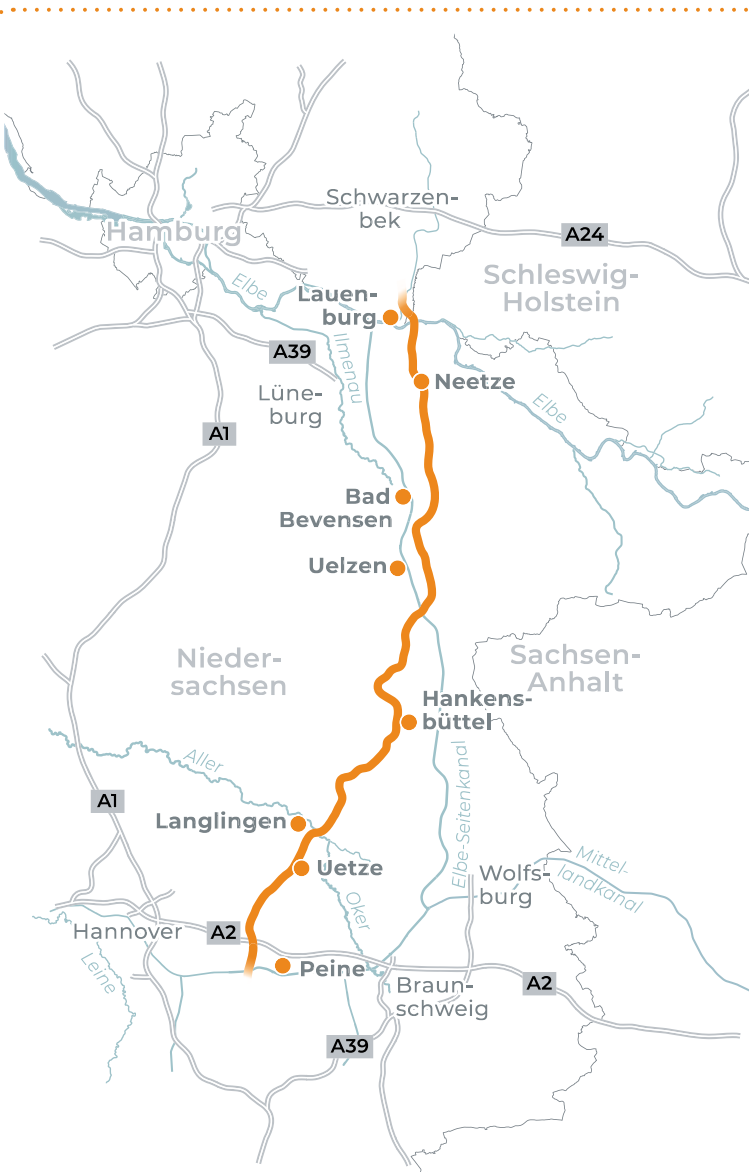 Schwarzen-
bek
Hamburg
A24
Elbe
Schleswig-
Holstein
Lauen-
burg
Ilmenau
A39
Neetze
Lüne-
burg
Elbe
A1
Bad
Bevensen
Uelzen
Nieder-
sachsen
Sachsen-
Anhalt
Hankens-
büttel
Aller
Elbe-Seitenkanal
A1
Langlingen
Uetze
Wolfs-
burg
Mittel-
landkanal
Oker
Hannover
A2
Leine
Peine
Braun-
schweig
A2
A39